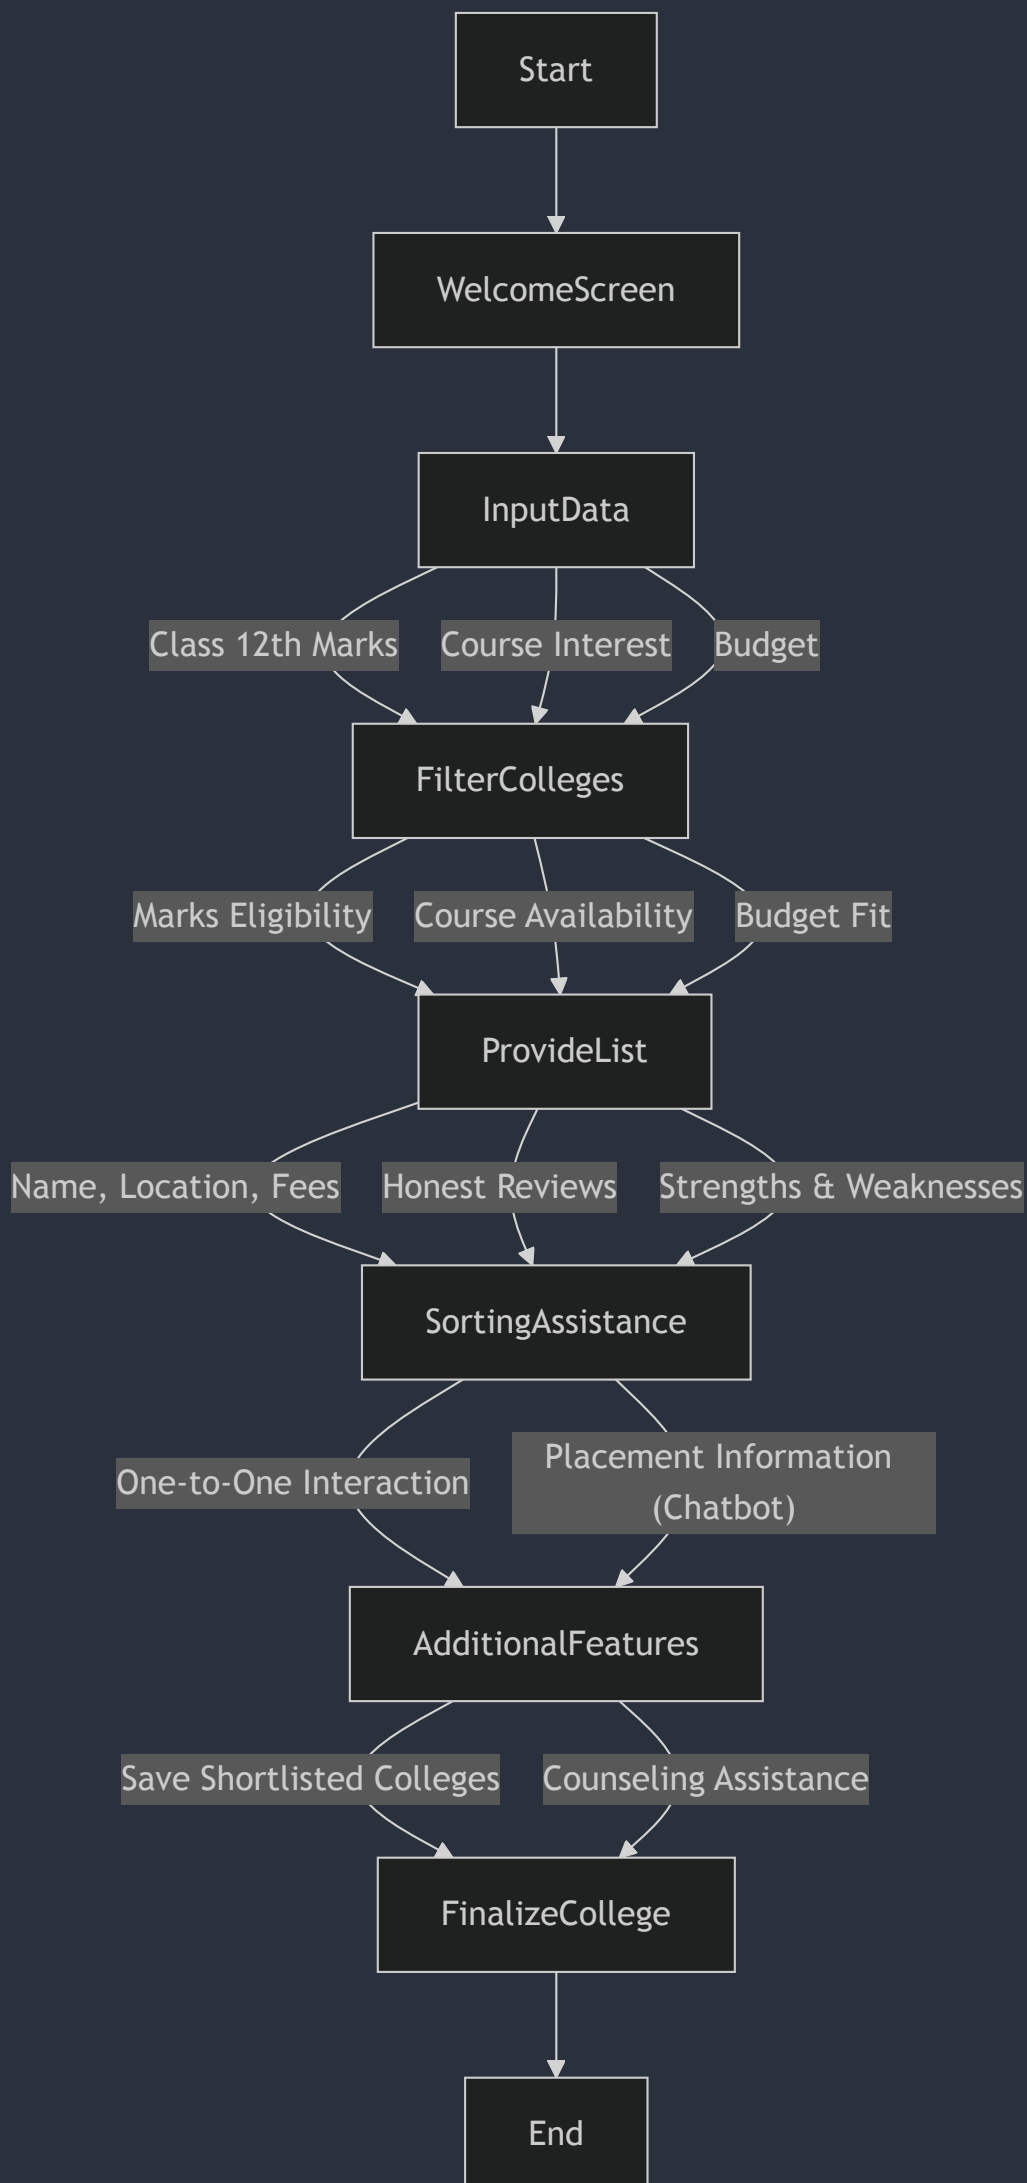 Start
WelcomeScreen
InputData
Class 12th Marks
Course Interest
Budget
FilterColleges
Marks Eligibility
Course Availability
Budget Fit
ProvideList
Name, Location, Fees
Honest Reviews
Strengths & Weaknesses
SortingAssistance
One-to-One Interaction
Placement Information
(Chatbot)
AdditionalFeatures
Save Shortlisted Colleges
Counseling Assistance
FinalizeCollege
End